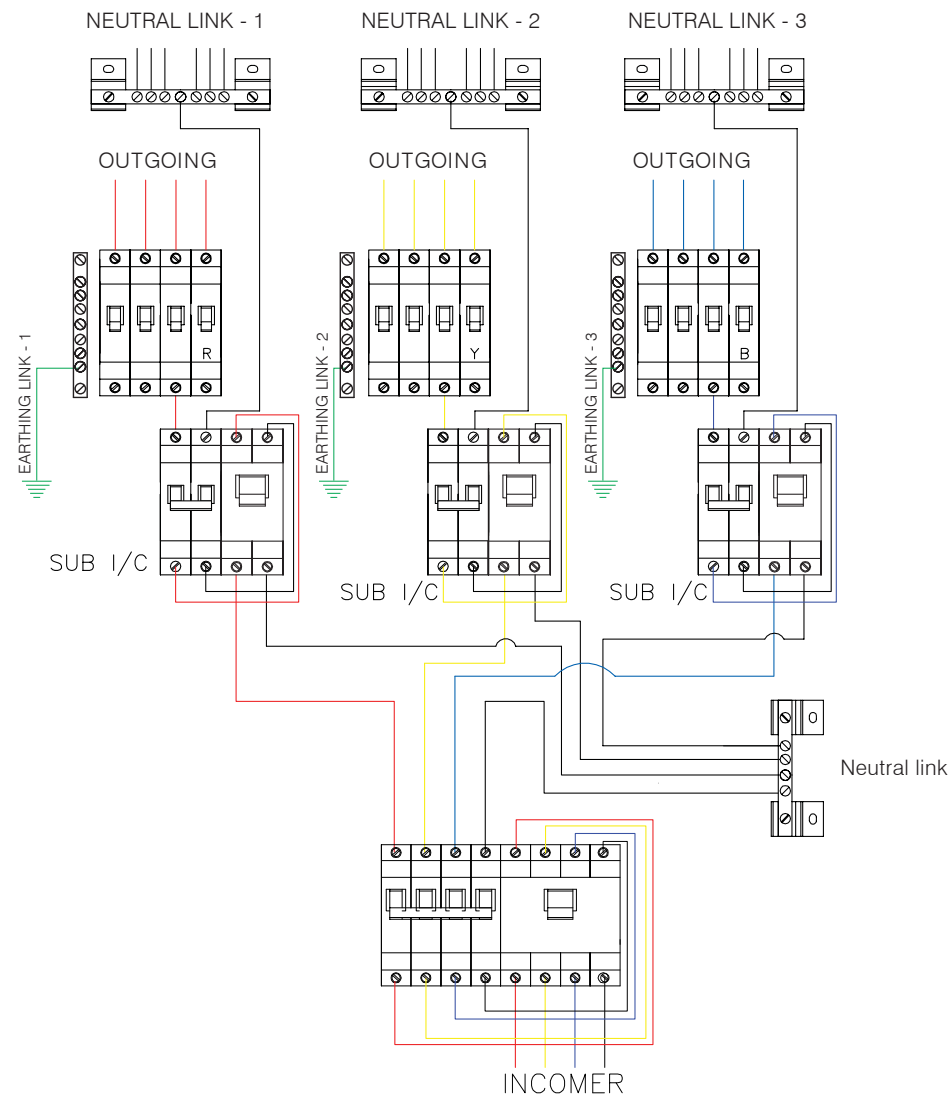 NEUTRAL LINK - 1
NEUTRAL LINK - 2
NEUTRAL LINK - 3
OUTGOING
OUTGOING
OUTGOING
EARTHING LINK - 1
R
EARTHING LINK - 2
Y
EARTHING LINK - 3
B
SUB I/C
SUB I/C
SUB I/C
Neutral link
INCOMER